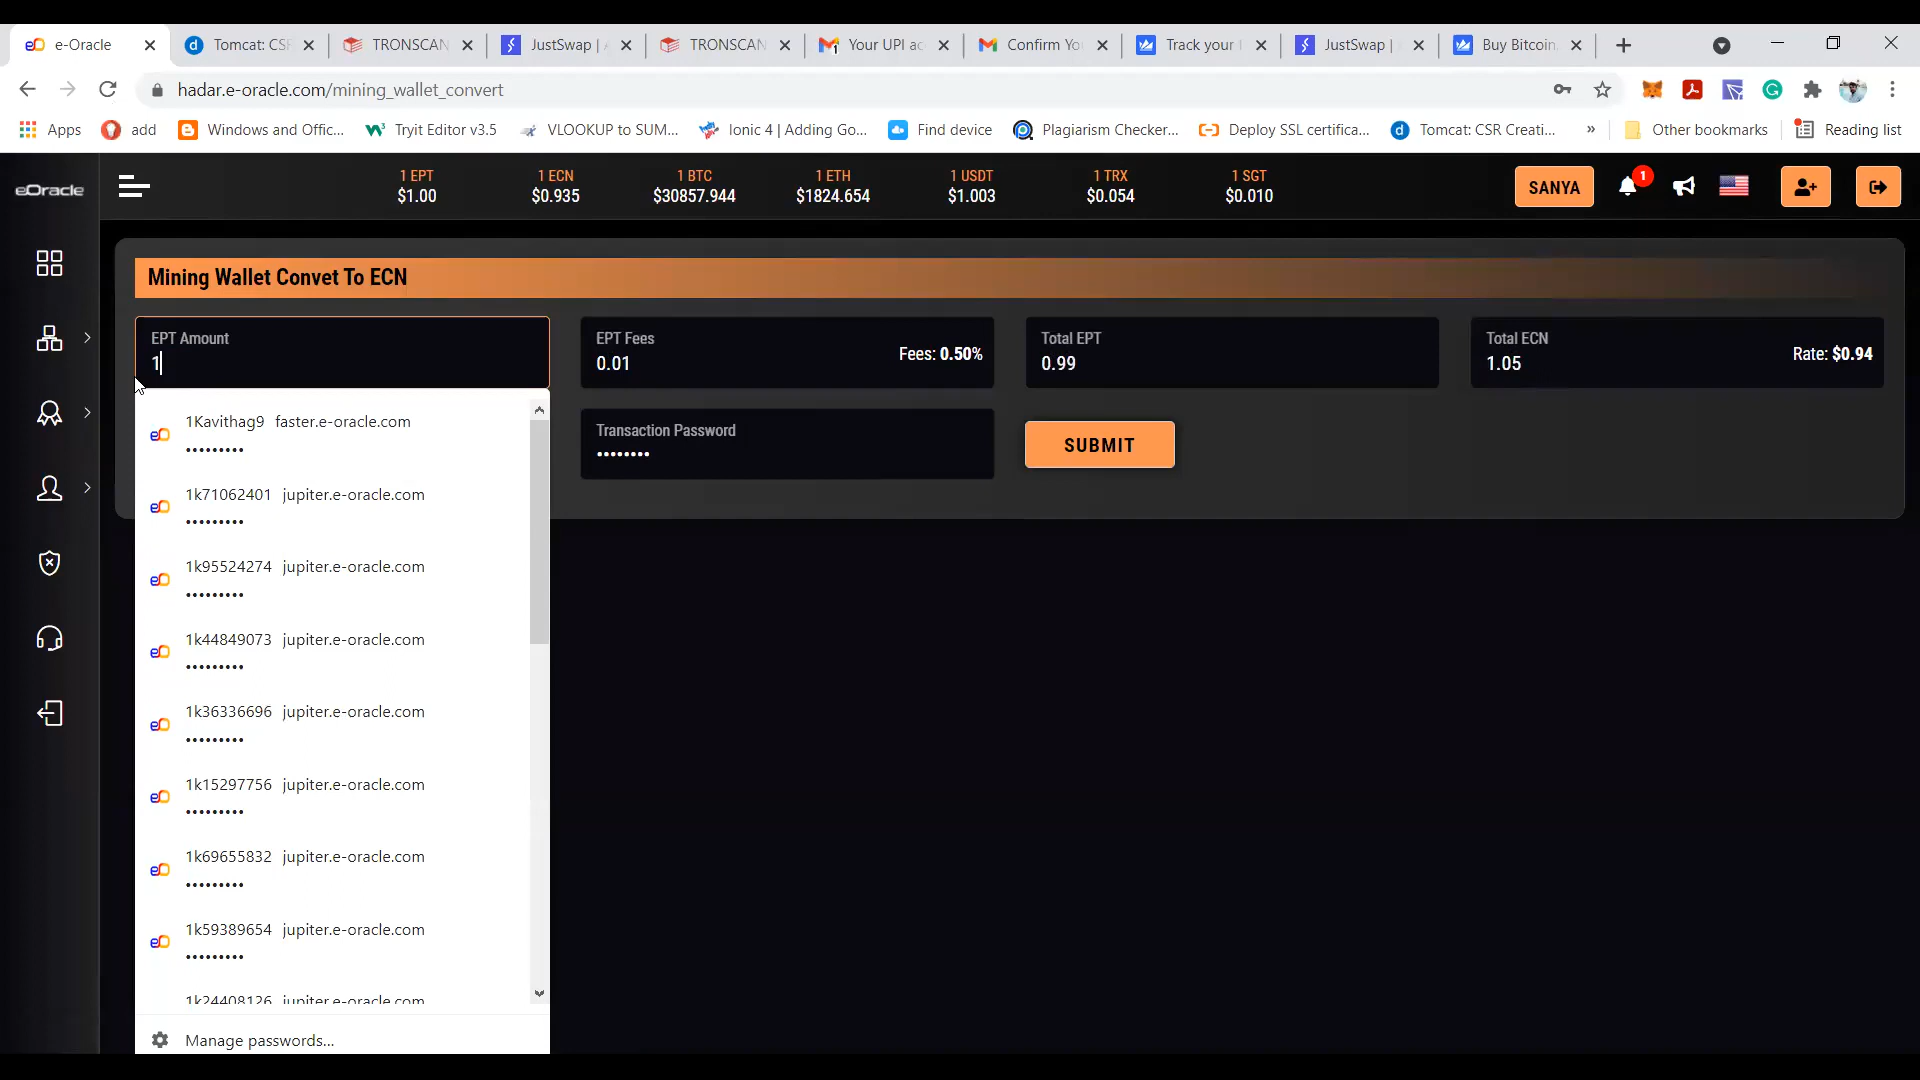 e-Oracle
Tomcat: CS
TRONSCAN
JustSwap |
TRONSCAN
Your UPI ac
Confirm Yo
Track your
JustSwap |
Buy Bitcoin
hadar.e-oracle.com/mining_wallet_convert
Apps
add
Windows and Offic...
Tryit Editor v3.5
VLOOKUP to SUM...
Ionic 4 | Adding Go...
Find device
Plagiarism Checker...
Deploy SSL certifica...
Tomcat: CSR Creati...
»
Other bookmarks
Reading list
eOracle
1 EPT
$1.00
1 ECN
$0.935
1 BTC
$30857.944
1 ETH
$1824.654
1 USDT
$1.003
1 TRX
$0.054
1 SGT
$0.010
SANYA
1
Mining Wallet Convet To ECN
EPT Amount
1
EPT Fees
0.01
Fees: 0.50%
Total EPT
0.99
Total ECN
1.05
Rate: $0.94
Transaction Password
••••••••
SUBMIT
1Kavithag9 faster.e-oracle.com
•••••••••
1k71062401 jupiter.e-oracle.com
•••••••••
1k95524274 jupiter.e-oracle.com
•••••••••
1k44849073 jupiter.e-oracle.com
•••••••••
1k36336696 jupiter.e-oracle.com
•••••••••
1k15297756 jupiter.e-oracle.com
•••••••••
1k69655832 jupiter.e-oracle.com
•••••••••
1k59389654 jupiter.e-oracle.com
•••••••••
1k24408126 jupiter.e-oracle.com
Manage passwords...